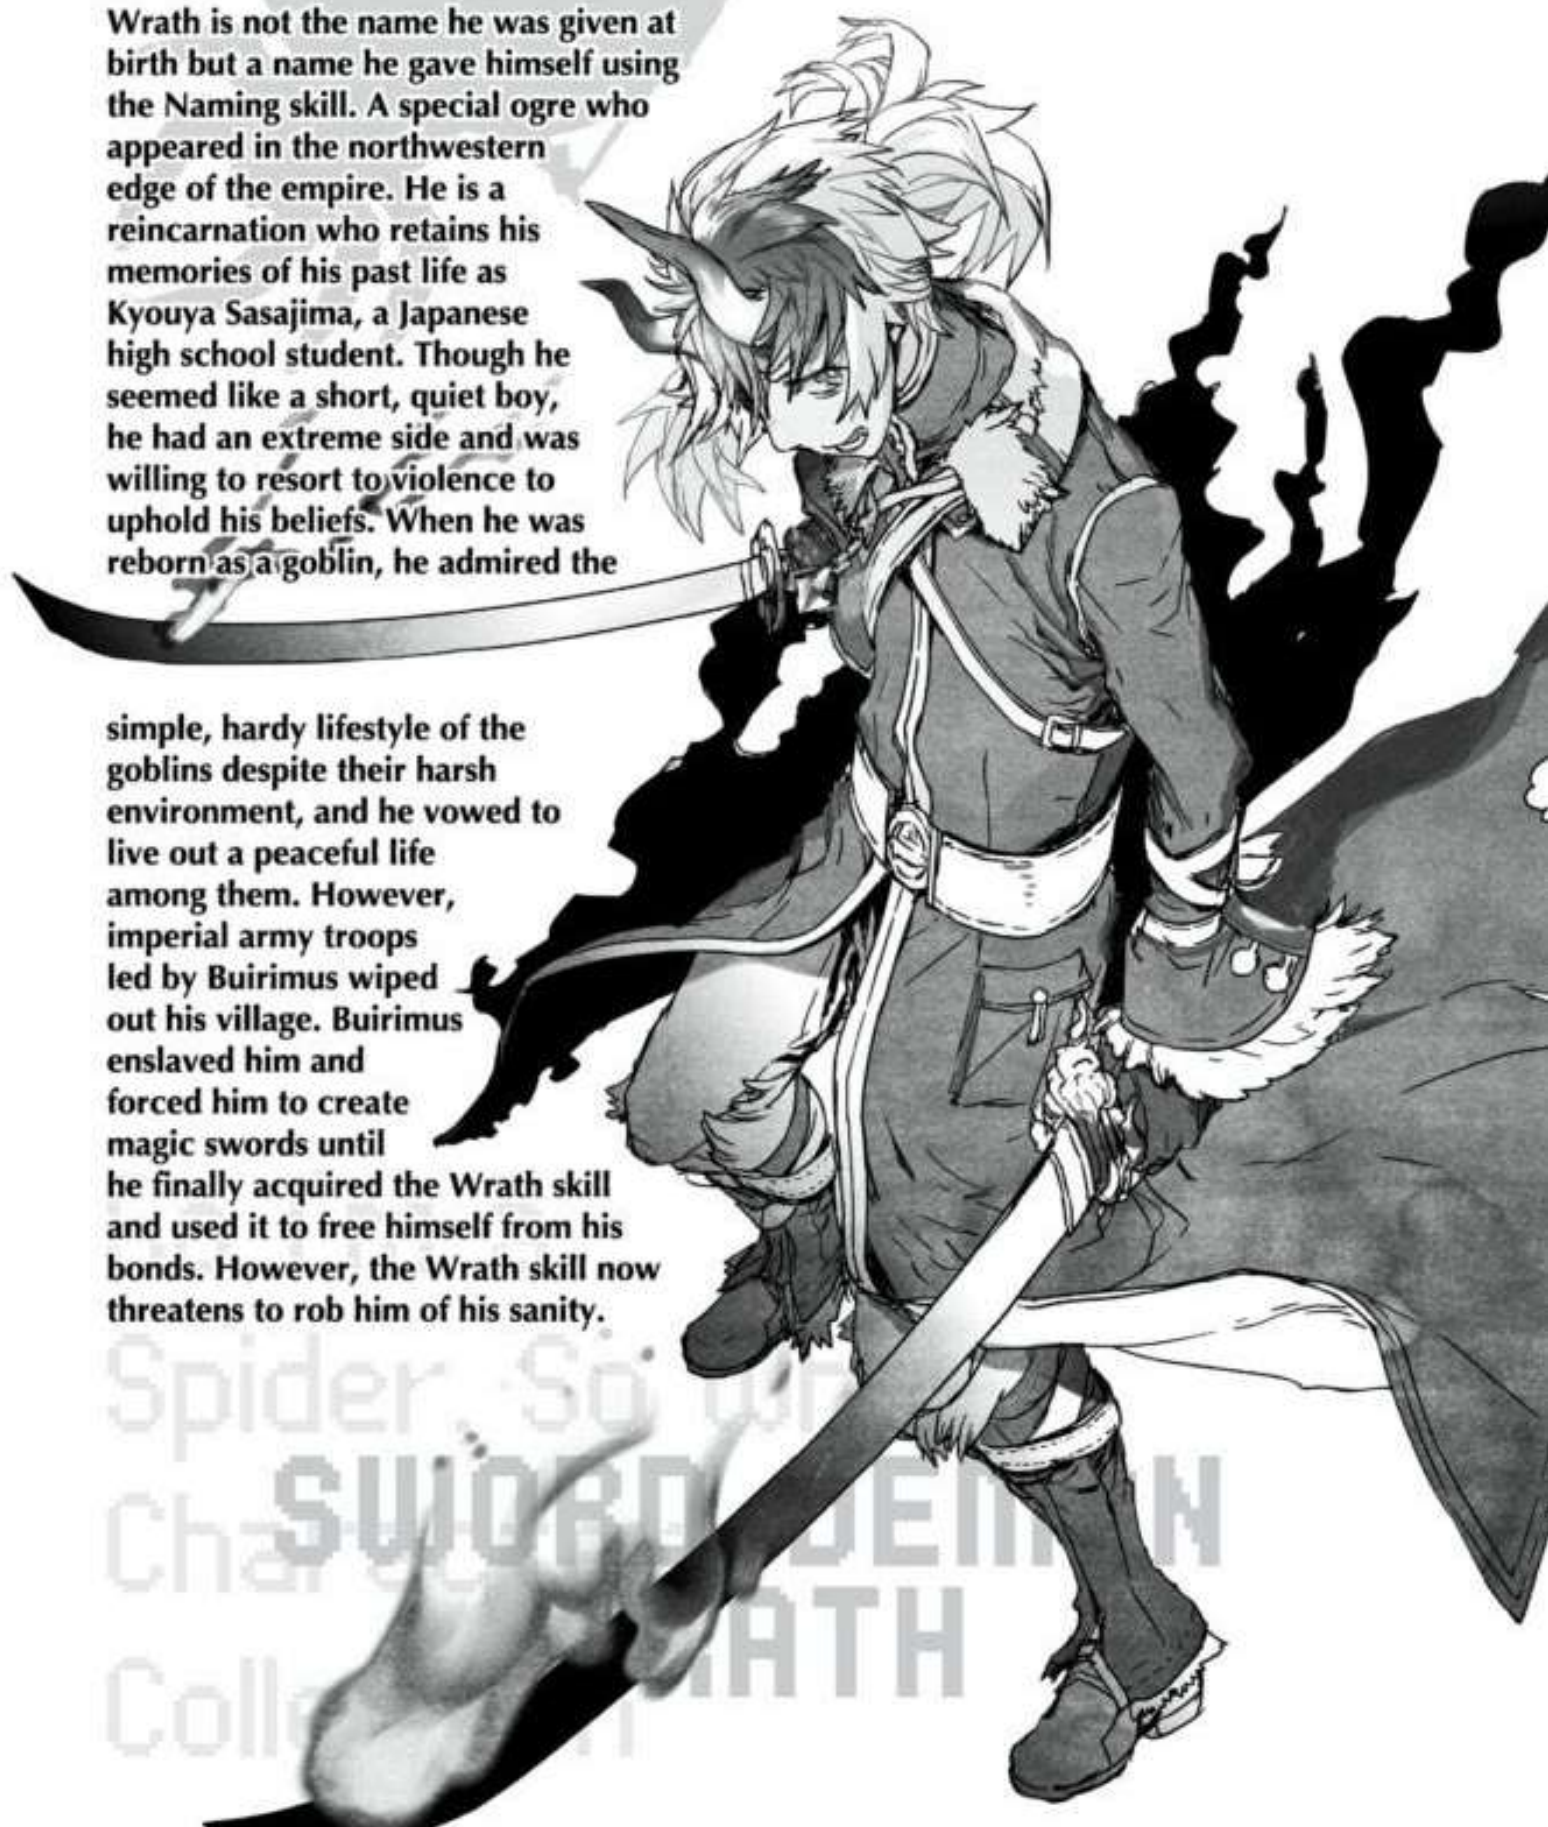 Wrath is not the name he was given at
birth but a name he gave himself using
the Naming skill. A special ogre who
appeared in the northwestern
edge of the empire. He is a
reincarnation who retains his
memories of his past life as
Kyouya Sasajima, a Japanese
high school student. Though he
seemed like a short, quiet boy,
he had an extreme side and was
willing to resort to violence to
uphold his beliefs. When he was
reborn as a goblin, he admired the
simple, hardy lifestyle of the
goblins despite their harsh
environment, and he vowed to
live out a peaceful life
among them. However,
imperial army troops
led by Buirimus wiped
out his village. Buirimus
enslaved him and
forced him to create
magic swords until
he finally acquired the Wrath skill
and used it to free himself from his
bonds. However, the Wrath skill now
threatens to rob him of his sanity.
Spider, So
SWORD DEMON